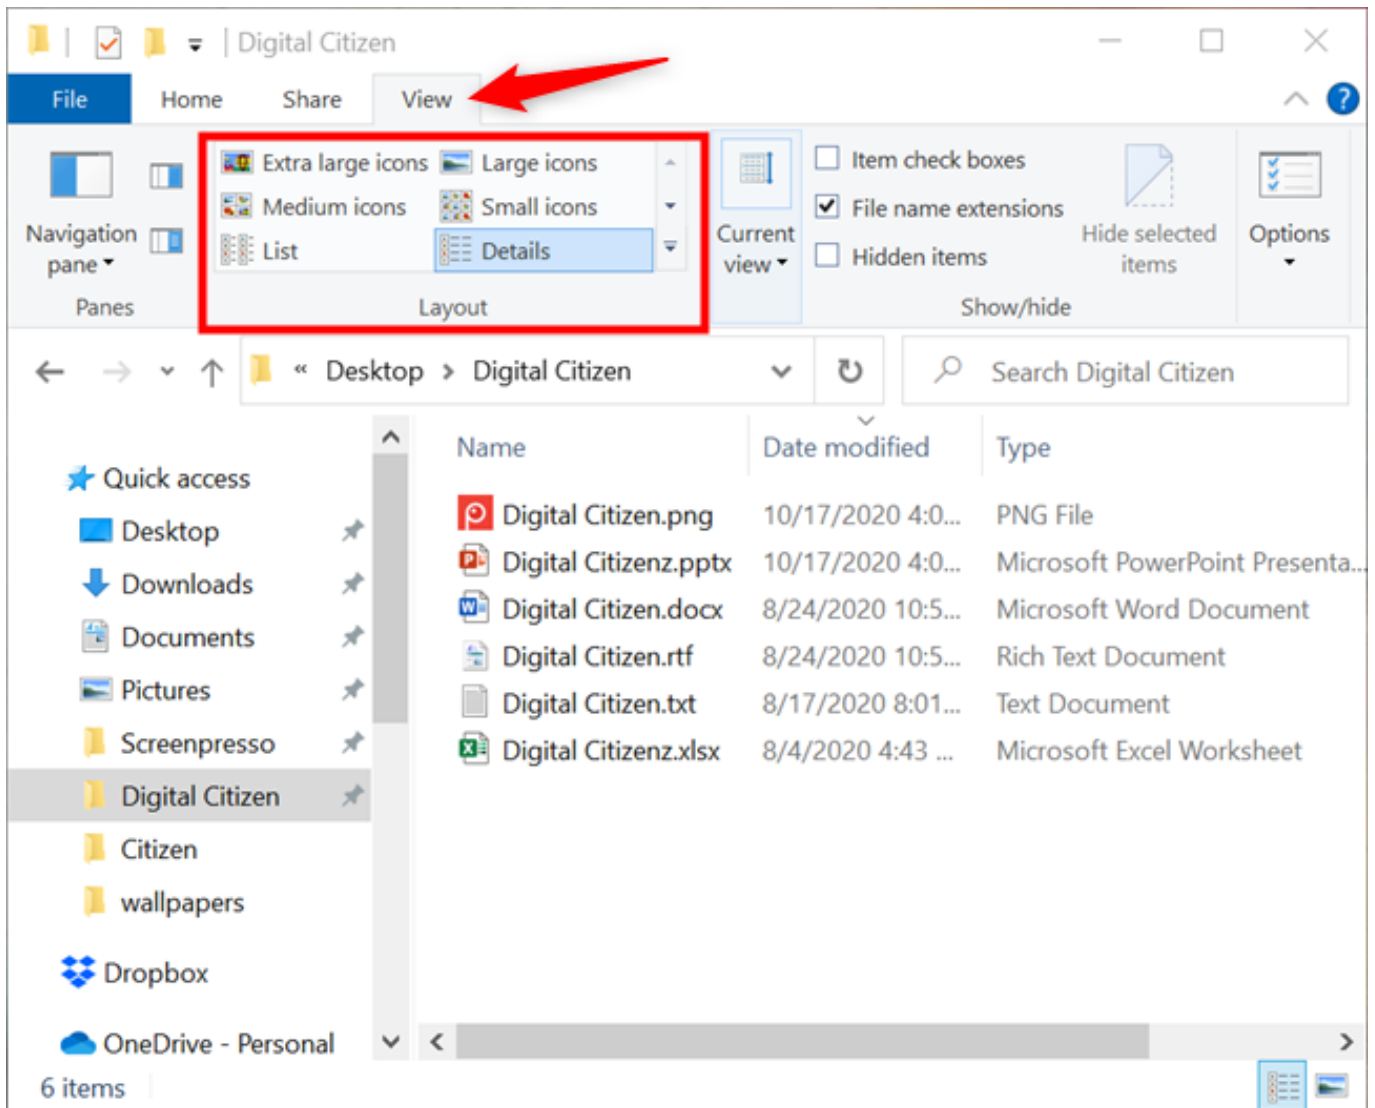 Digital Citizen
File Home Share View
Extra large icons Large icons
Medium icons Small icons
List Details
Navigation pane
Current view
Item check boxes
File name extensions
Hidden items
Hide selected items
Options
Panes Layout Show/hide
« Desktop > Digital Citizen
Search Digital Citizen
Quick access
Desktop
Downloads
Documents
Pictures
Screenpresso
Digital Citizen
Citizen
wallpapers
Dropbox
OneDrive - Personal
Name Date modified Type
Digital Citizen.png 10/17/2020 4:0... PNG File
Digital Citizenz.pptx 10/17/2020 4:0... Microsoft PowerPoint Presenta...
Digital Citizen.docx 8/24/2020 10:5... Microsoft Word Document
Digital Citizen.rtf 8/24/2020 10:5... Rich Text Document
Digital Citizen.txt 8/17/2020 8:01... Text Document
Digital Citizenz.xlsx 8/4/2020 4:43 ... Microsoft Excel Worksheet
6 items